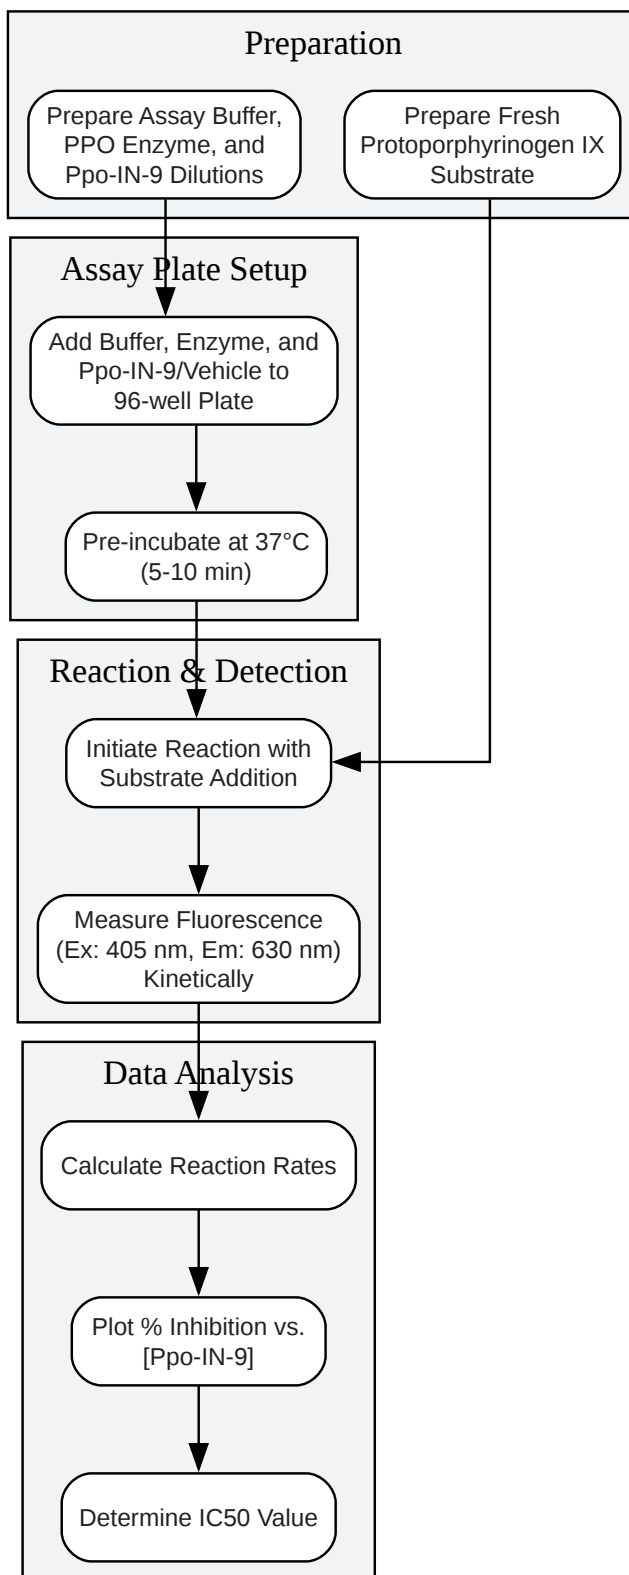 Preparation
Prepare Assay Buffer,
PPO Enzyme, and
Ppo-IN-9 Dilutions
Prepare Fresh
Protoporphyrinogen IX
Substrate
Assay Plate Setup
Add Buffer, Enzyme, and
Ppo-IN-9/Vehicle to
96-well Plate
Pre-incubate at 37°C
(5-10 min)
Reaction & Detection
Initiate Reaction with
Substrate Addition
Measure Fluorescence
(Ex: 405 nm, Em: 630 nm)
Kinetically
Data Analysis
Calculate Reaction Rates
Plot % Inhibition vs.
[Ppo-IN-9]
Determine IC50 Value